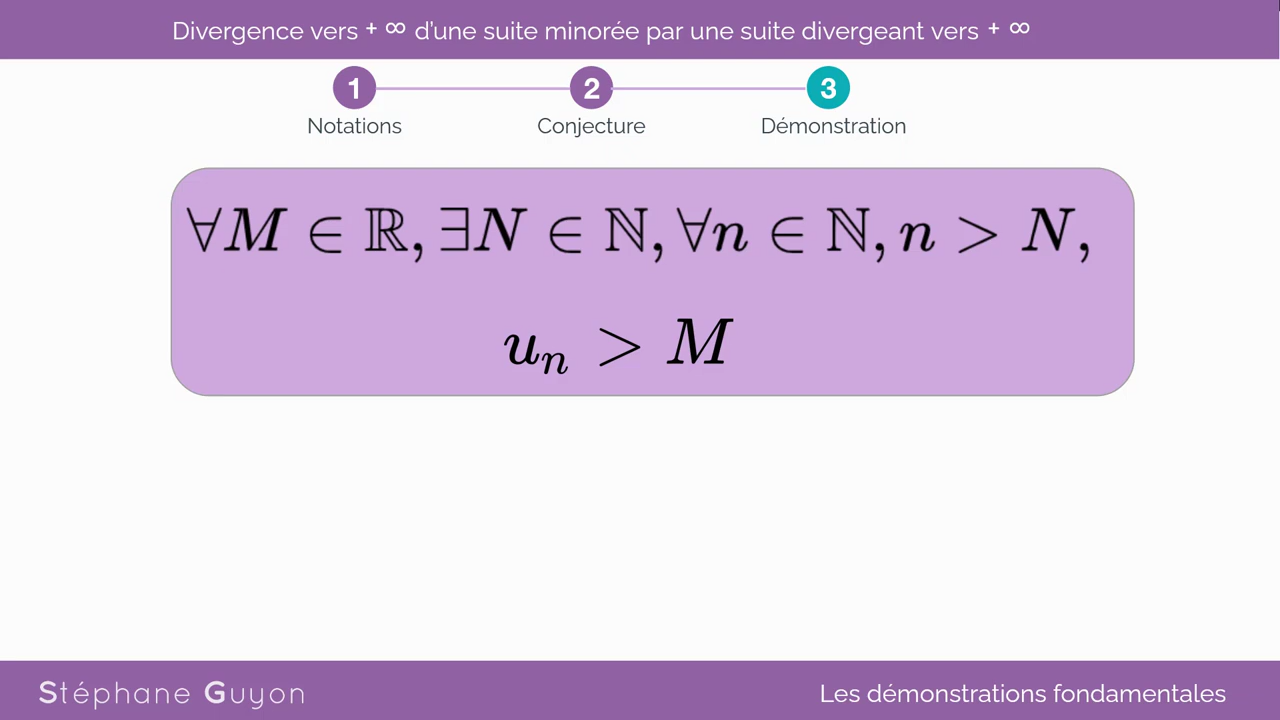 Divergence vers + ∞ d’une suite minorée par une suite divergeant vers + ∞
1 2 3
Notations Conjecture Démonstration
∀M ∈ ℝ, ∃N ∈ ℕ, ∀n ∈ ℕ, n > N,
uₙ > M
Stéphane Guyon Les démonstrations fondamentales